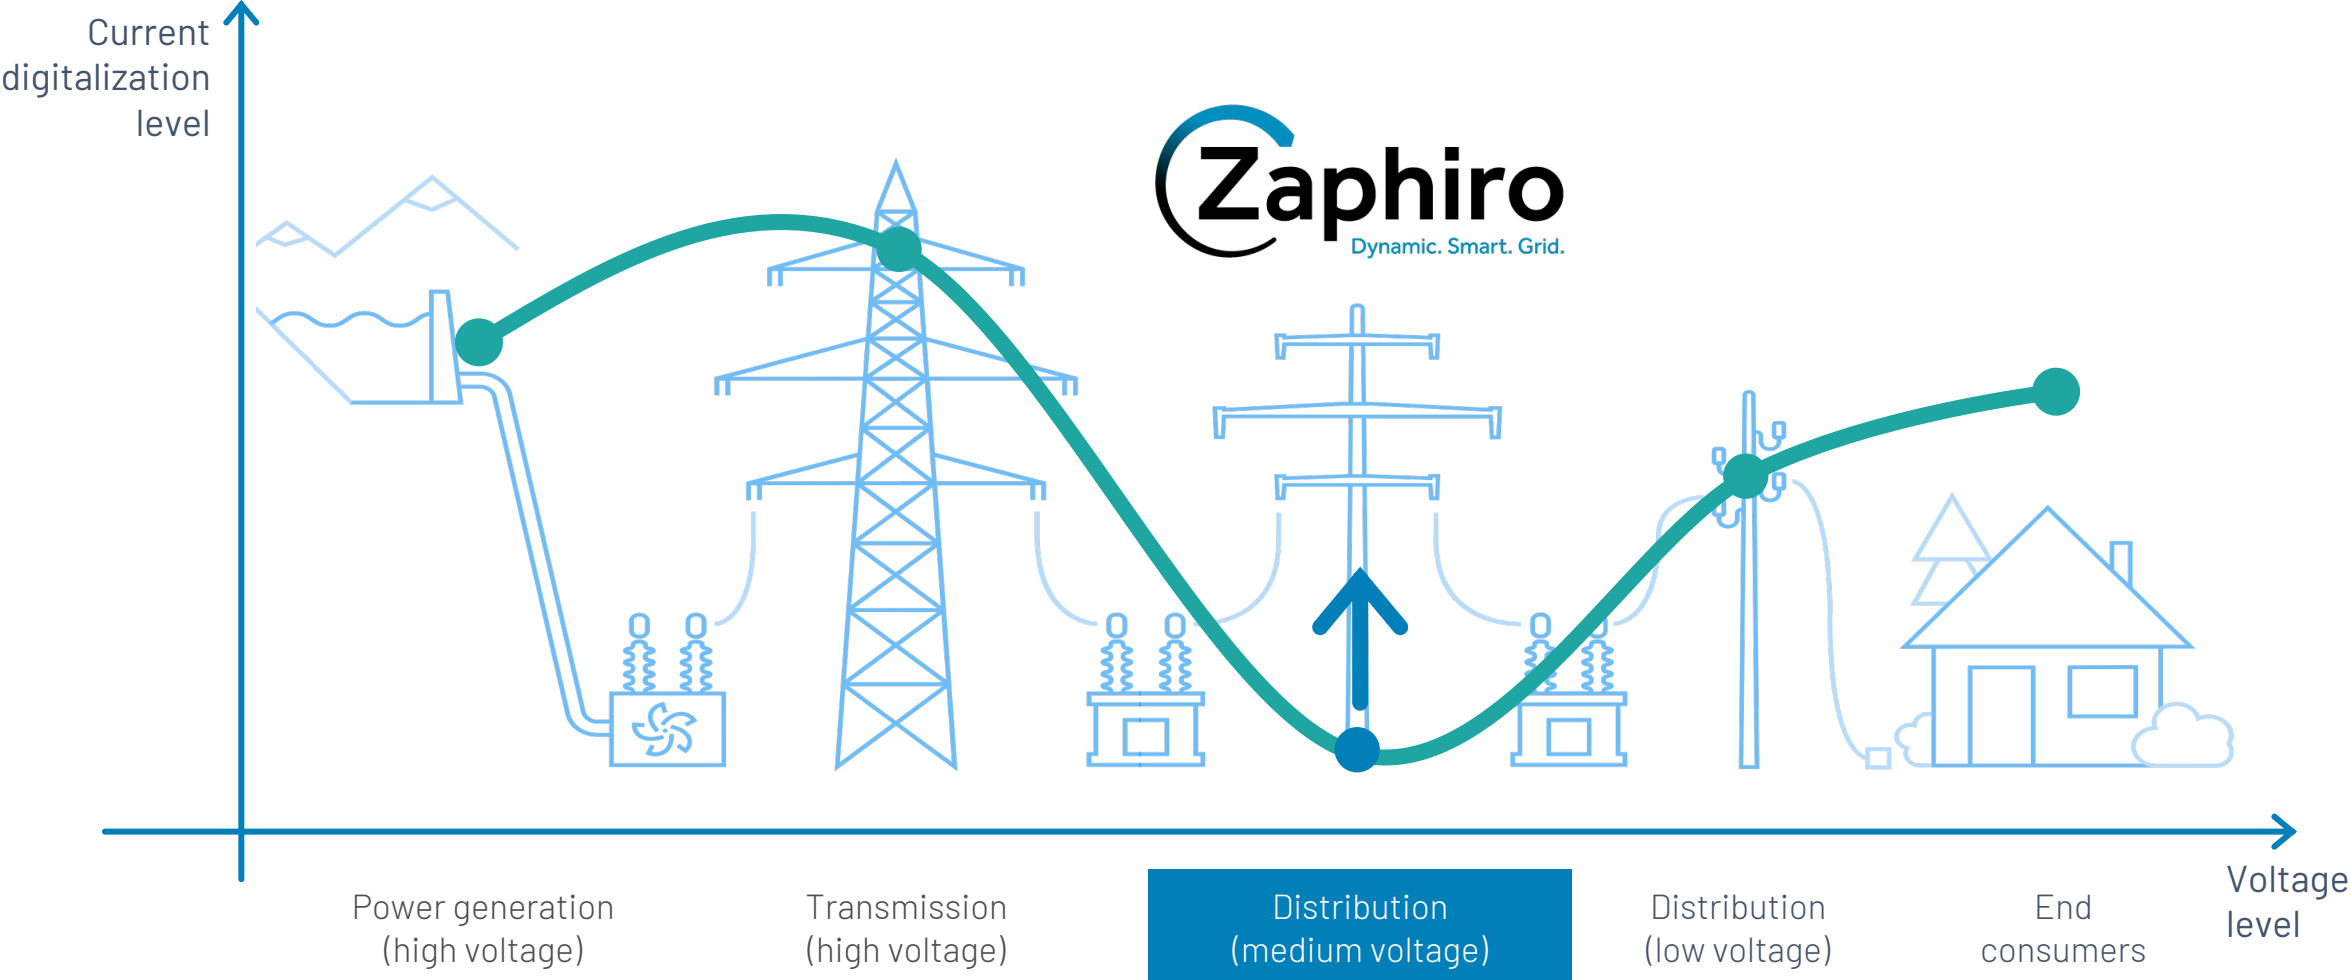 Current
digitalization
level
Zaphiro
Dynamic. Smart. Grid.
Voltage
level
Power generation
(high voltage)
Transmission
(high voltage)
Distribution
(medium voltage)
Distribution
(low voltage)
End
consumers